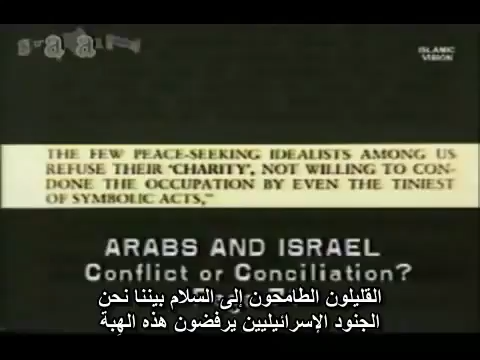 ISLAMIC
VISION
THE FEW PEACE-SEEKING IDEALISTS AMONG US
REFUSE THEIR "CHARITY", NOT WILLING TO CON-
DONE THE OCCUPATION BY EVEN THE TINIEST
OF SYMBOLIC ACTS,"
ARABS AND ISRAEL
Conflict or Conciliation?
القليلون الطامحون إلى السلام بيننا نحن
الجنود الإسرائيليين يرفضون هذه الهِبة